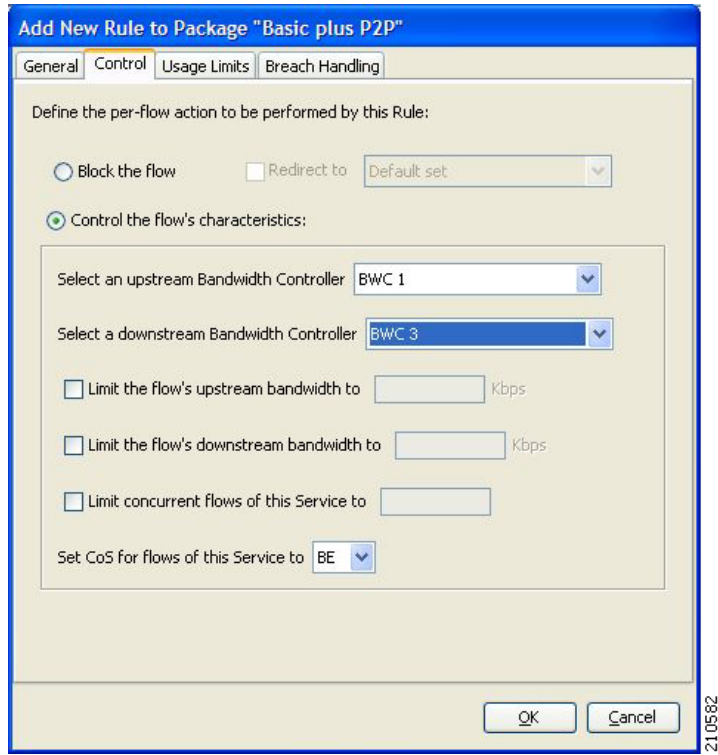 Add New Rule to Package "Basic plus P2P"
General Control Usage Limits Breach Handling
Define the per-flow action to be performed by this Rule:
Block the flow Redirect to Default set
Control the flow's characteristics:
Select an upstream Bandwidth Controller BWC 1
Select a downstream Bandwidth Controller BWC 3
Limit the flow's upstream bandwidth to Kbps
Limit the flow's downstream bandwidth to Kbps
Limit concurrent flows of this Service to
Set CoS for flows of this Service to BE
OK Cancel
210582